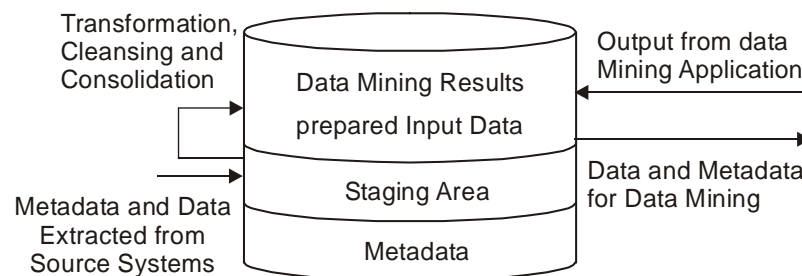 Transformation,
Cleansing and
Consolidation
Data Mining Results
prepared Input Data
Output from data
Mining Application
Staging Area
Data and Metadata
for Data Mining
Metadata and Data
Extracted from
Source Systems
Metadata